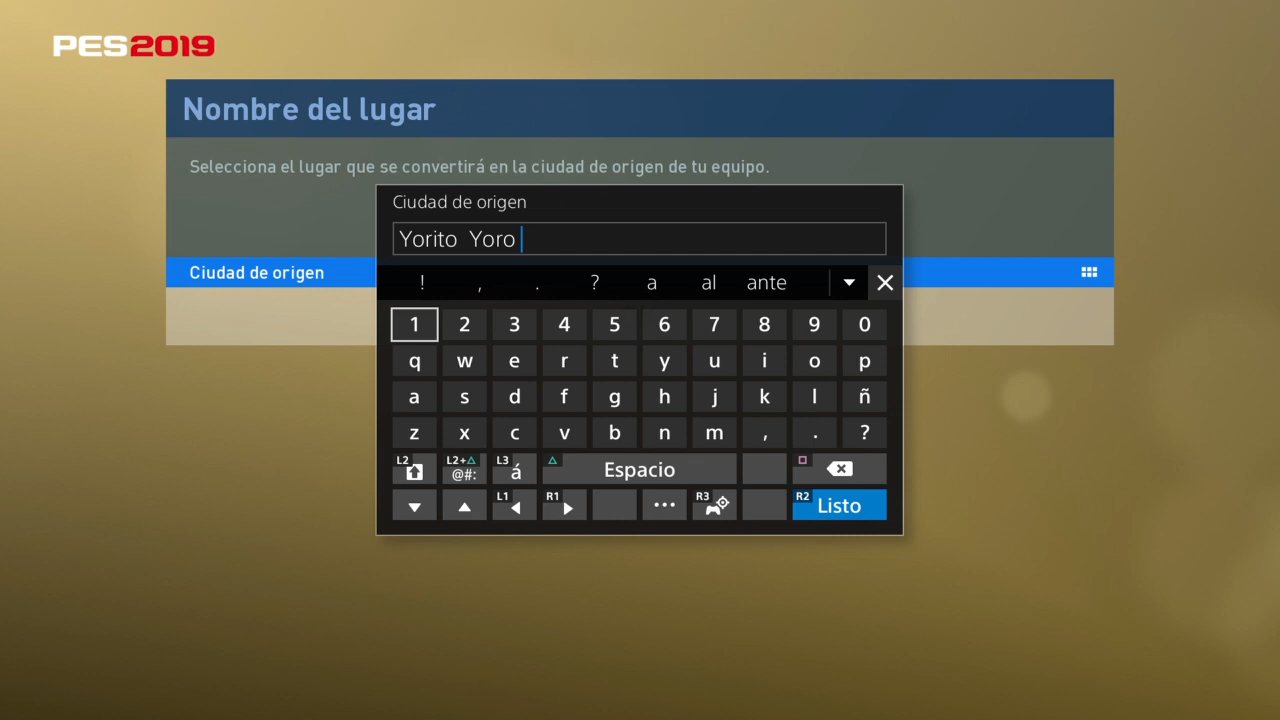 PES2019
Nombre del lugar
Selecciona el lugar que se convertirá en la ciudad de origen de tu equipo.
Ciudad de origen
Yorito  Yoro
Ciudad de origen
! , . ? a al ante
1 2 3 4 5 6 7 8 9 0
q w e r t y u i o p
a s d f g h j k l ñ
z x c v b n m , . ?
L2 L2+△ @#: L3 á △ Espacio
L1 R1 ... R3 R2 Listo